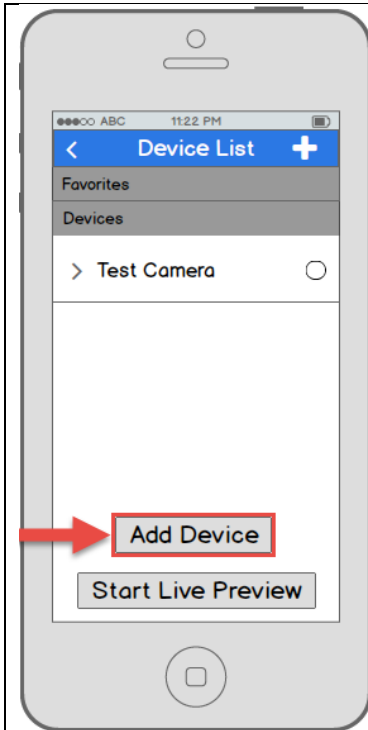 ABC 11:22 PM
Device List
Favorites
Devices
Test Camera
Add Device
Start Live Preview